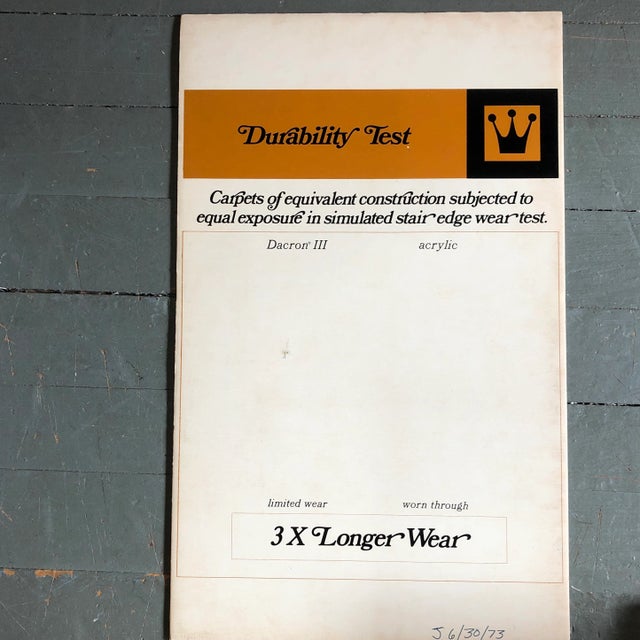 Durability Test
Carpets of equivalent construction subjected to
equal exposure in simulated stair edge wear test.
Dacron® III acrylic
limited wear worn through
3 X Longer Wear
J 6/30/73